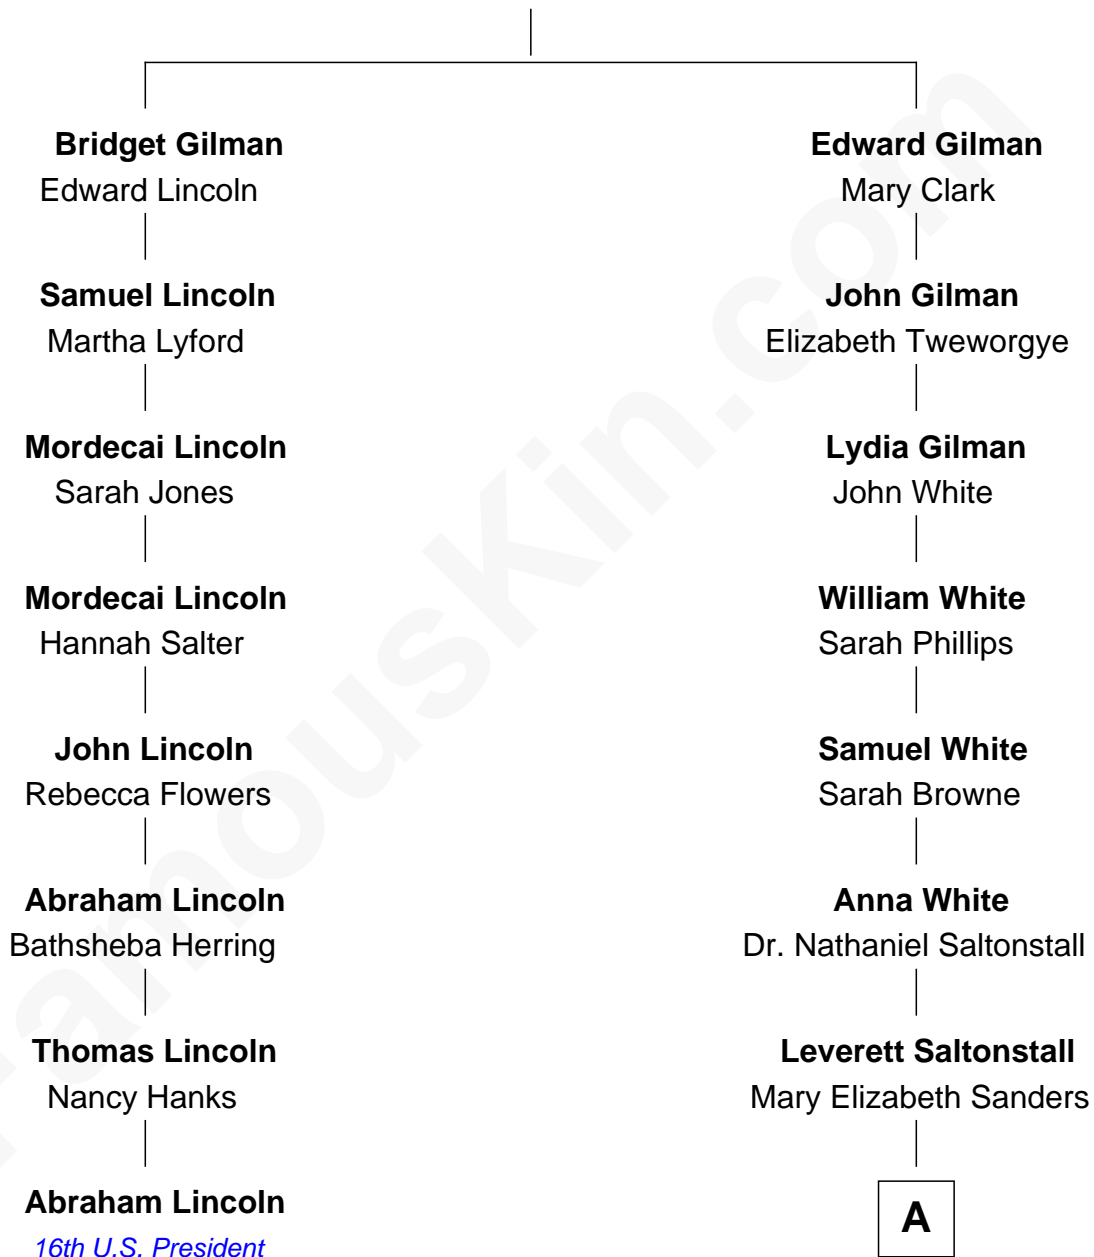 Bridget Gilman
Edward Lincoln
Samuel Lincoln
Martha Lyford
Mordecai Lincoln
Sarah Jones
Mordecai Lincoln
Hannah Salter
John Lincoln
Rebecca Flowers
Abraham Lincoln
Bathsheba Herring
Thomas Lincoln
Nancy Hanks
Abraham Lincoln
16th U.S. President
Edward Gilman
Mary Clark
John Gilman
Elizabeth Tweworgye
Lydia Gilman
John White
William White
Sarah Phillips
Samuel White
Sarah Browne
Anna White
Dr. Nathaniel Saltonstall
Leverett Saltonstall
Mary Elizabeth Sanders
A
FamousKin.com